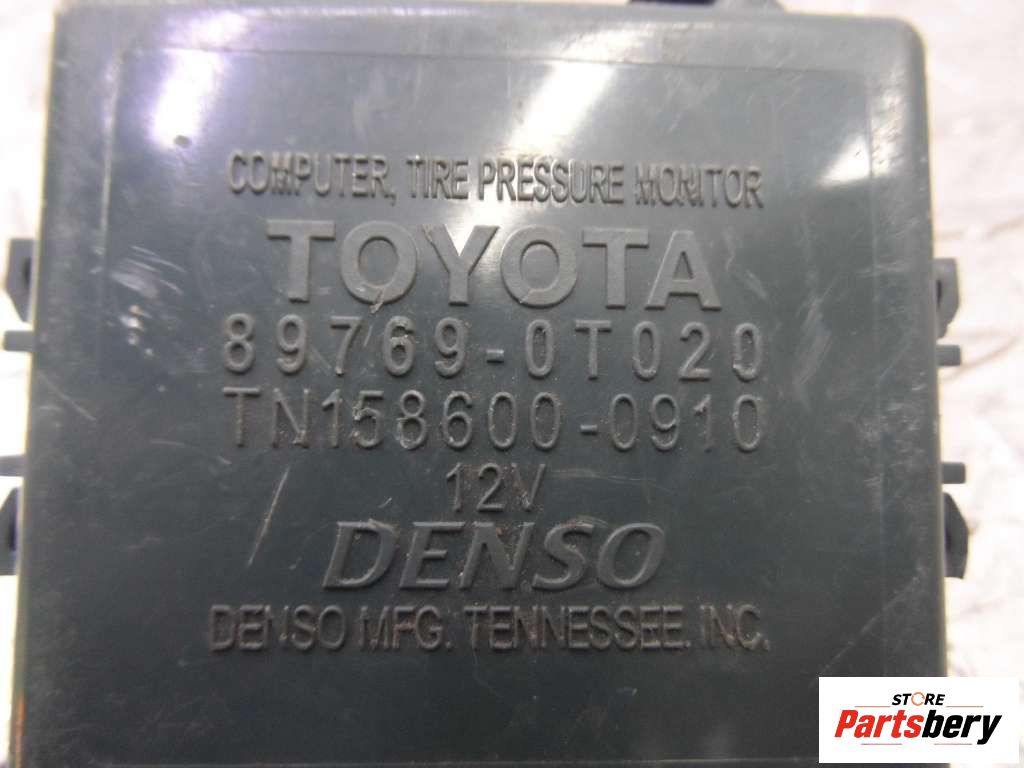 COMPUTER, TIRE PRESSURE MONITOR
TOYOTA
89769-0T020
TN158600-0910
12V
DENSO
DENSO MFG. TENNESSEE. INC.
STORE
Partsbery